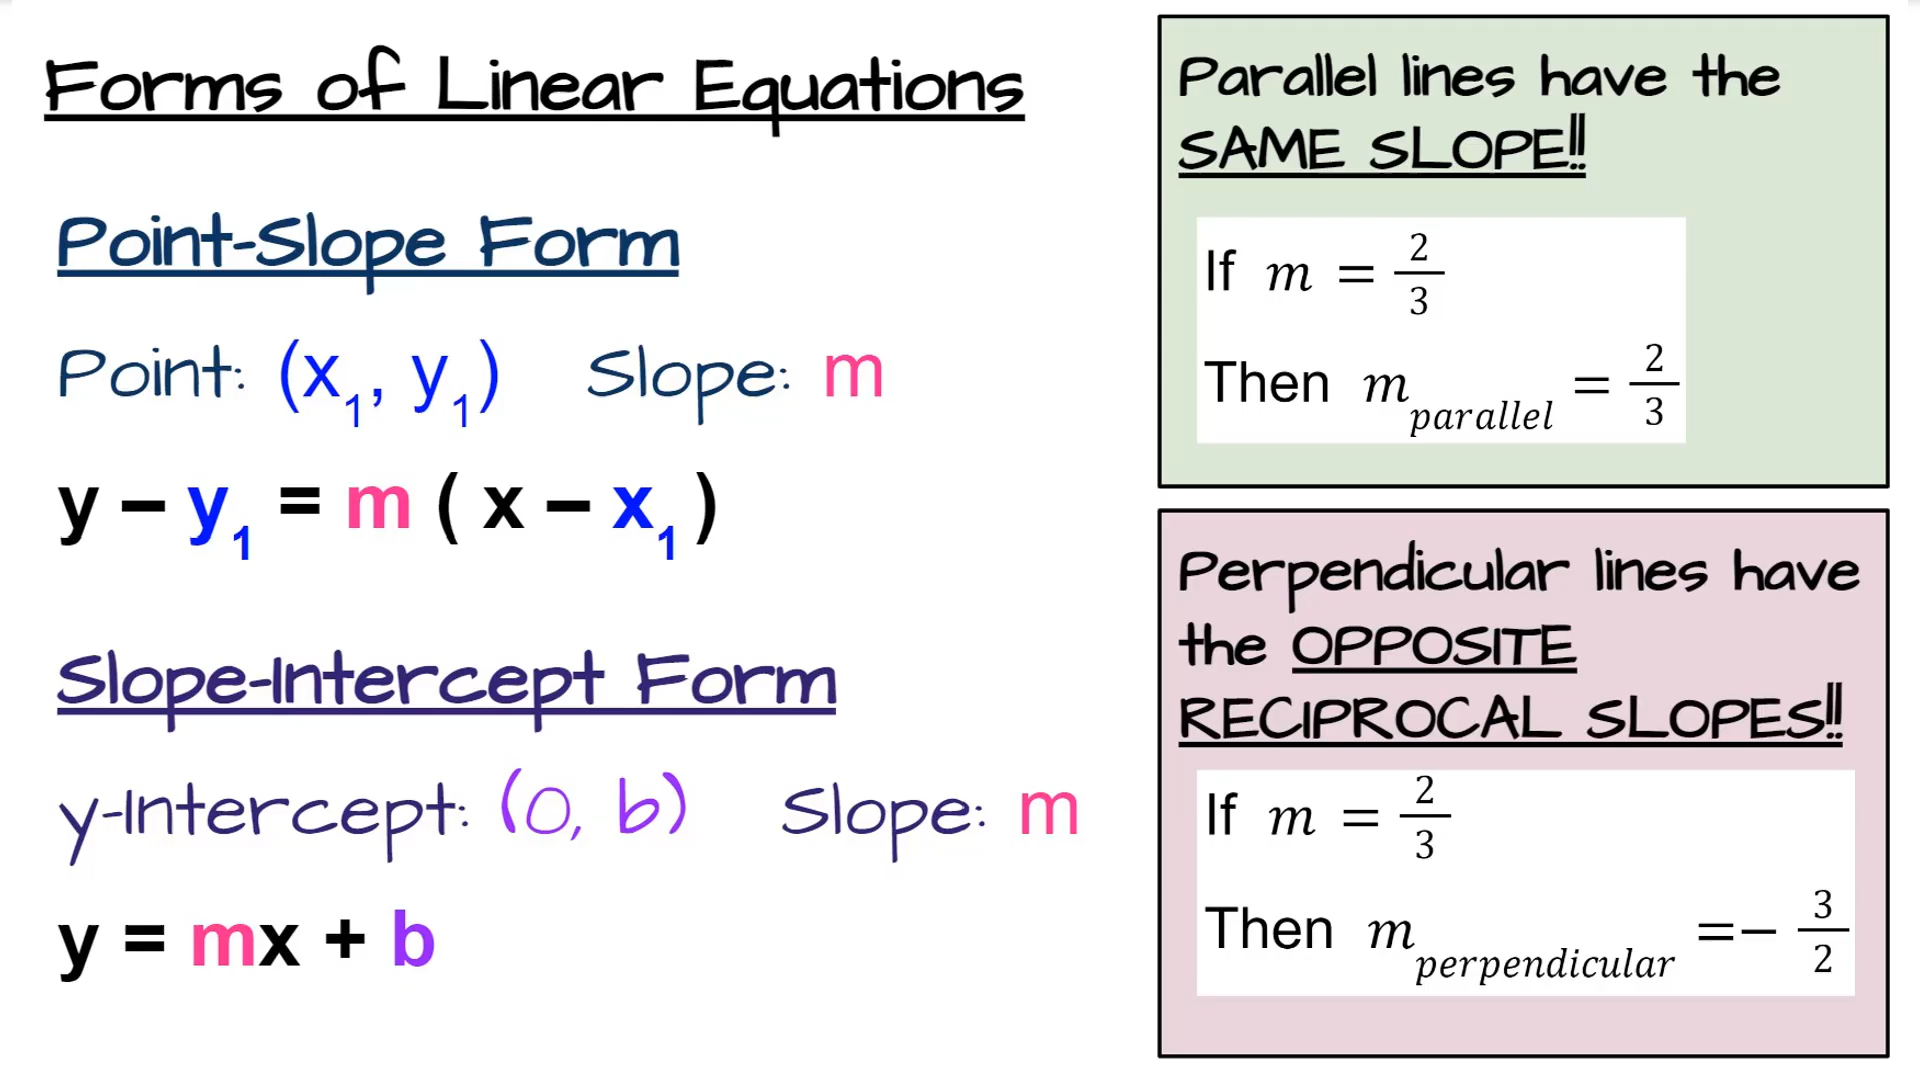 Forms of Linear Equations
Point-Slope Form
Point: (x₁, y₁) Slope: m
y – y₁ = m ( x – x₁ )
Slope-Intercept Form
y-Intercept: (0, b) Slope: m
y = mx + b
Parallel lines have the
SAME SLOPE!!
If m = 2/3
Then m_parallel = 2/3
Perpendicular lines have
the OPPOSITE
RECIPROCAL SLOPES!!
If m = 2/3
Then m_perpendicular =− 3/2